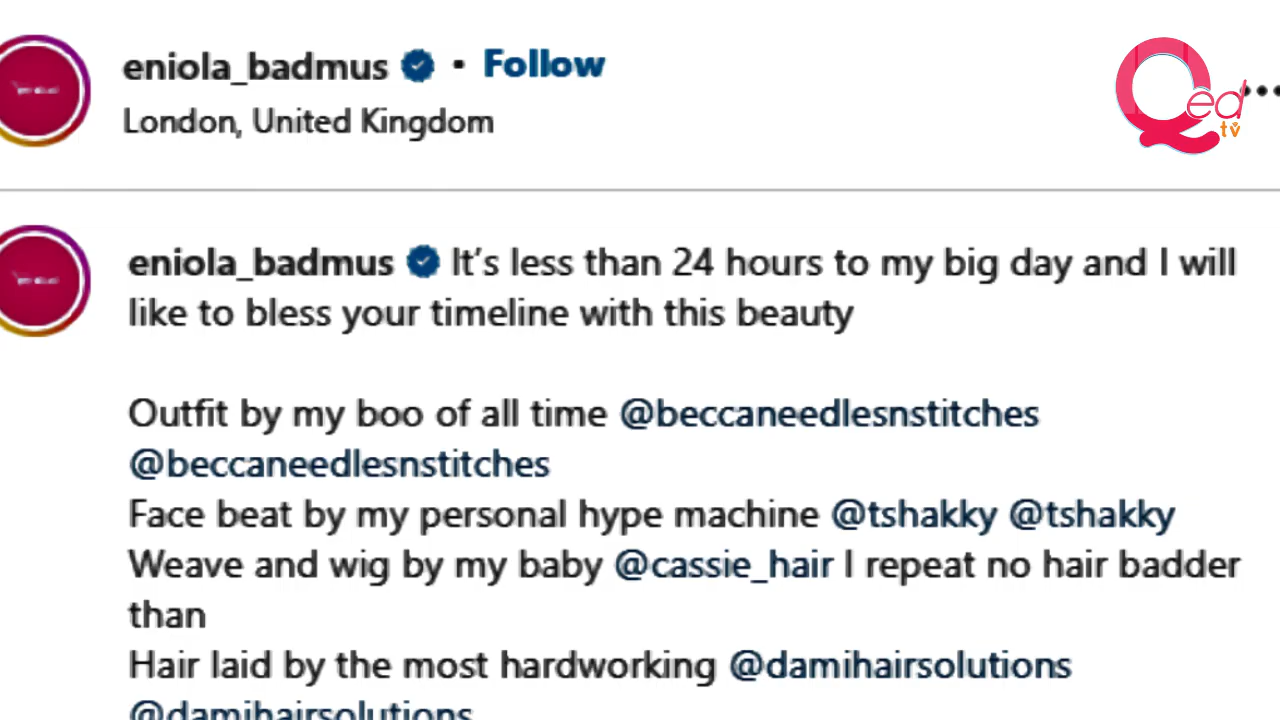 eniola_badmus • Follow
London, United Kingdom
Qed
tv
eniola_badmus It's less than 24 hours to my big day and I will
like to bless your timeline with this beauty
Outfit by my boo of all time @beccaneedlesnstitches
@beccaneedlesnstitches
Face beat by my personal hype machine @tshakky @tshakky
Weave and wig by my baby @cassie_hair I repeat no hair badder
than
Hair laid by the most hardworking @damihairsolutions
@damihairsolutions